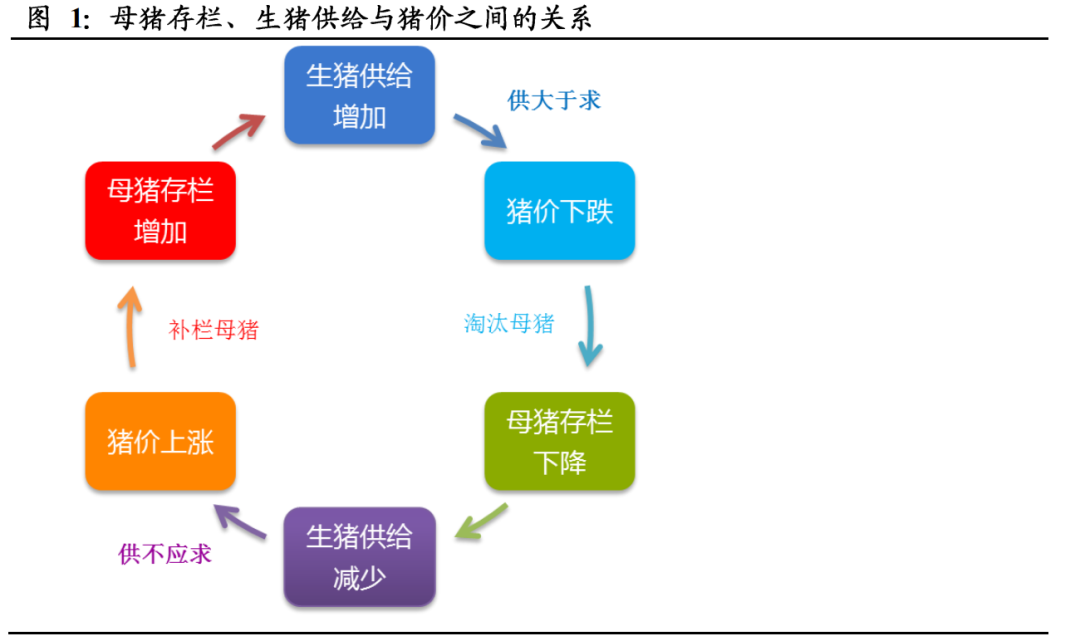 图 1: 母猪存栏、生猪供给与猪价之间的关系
生猪供给
增加
供大于求
母猪存栏
增加
猪价下跌
补栏母猪
淘汰母猪
猪价上涨
母猪存栏
下降
生猪供给
减少
供不应求